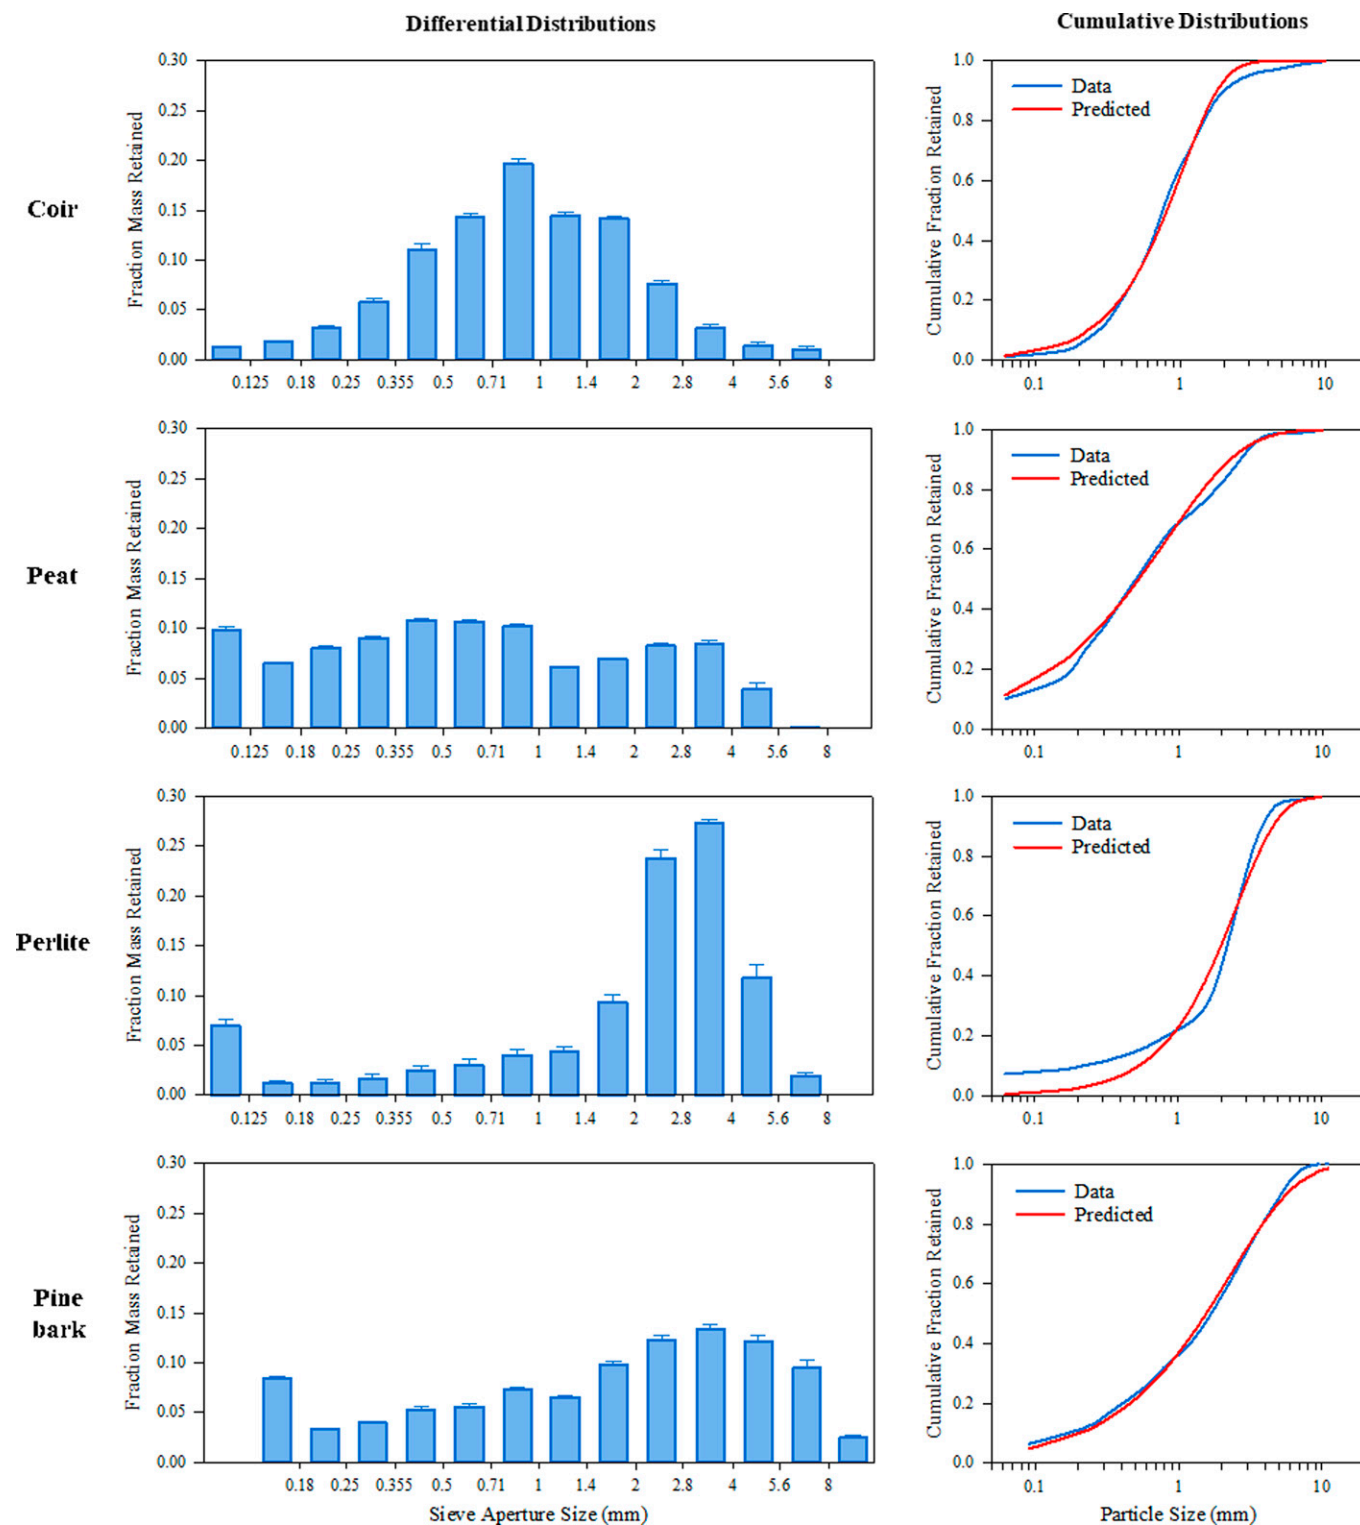 Differential Distributions
Cumulative Distributions
Coir
Fraction Mass Retained
0.30
0.25
0.20
0.15
0.10
0.05
0.00
0.125 0.18 0.25 0.355 0.5 0.71 1 1.4 2 2.8 4 5.6 8
Cumulative Fraction Retained
1.0
0.8
0.6
0.4
0.2
0.0
Data
Predicted
0.1 1 10
Peat
Fraction Mass Retained
0.30
0.25
0.20
0.15
0.10
0.05
0.00
0.125 0.18 0.25 0.355 0.5 0.71 1 1.4 2 2.8 4 5.6 8
Cumulative Fraction Retained
1.0
0.8
0.6
0.4
0.2
0.0
Data
Predicted
0.1 1 10
Perlite
Fraction Mass Retained
0.30
0.25
0.20
0.15
0.10
0.05
0.00
0.125 0.18 0.25 0.355 0.5 0.71 1 1.4 2 2.8 4 5.6 8
Cumulative Fraction Retained
1.0
0.8
0.6
0.4
0.2
0.0
Data
Predicted
0.1 1 10
Pine
bark
Fraction Mass Retained
0.30
0.25
0.20
0.15
0.10
0.05
0.00
0.18 0.25 0.355 0.5 0.71 1 1.4 2 2.8 4 5.6 8
Sieve Aperture Size (mm)
Cumulative Fraction Retained
1.0
0.8
0.6
0.4
0.2
0.0
Data
Predicted
0.1 1 10
Particle Size (mm)